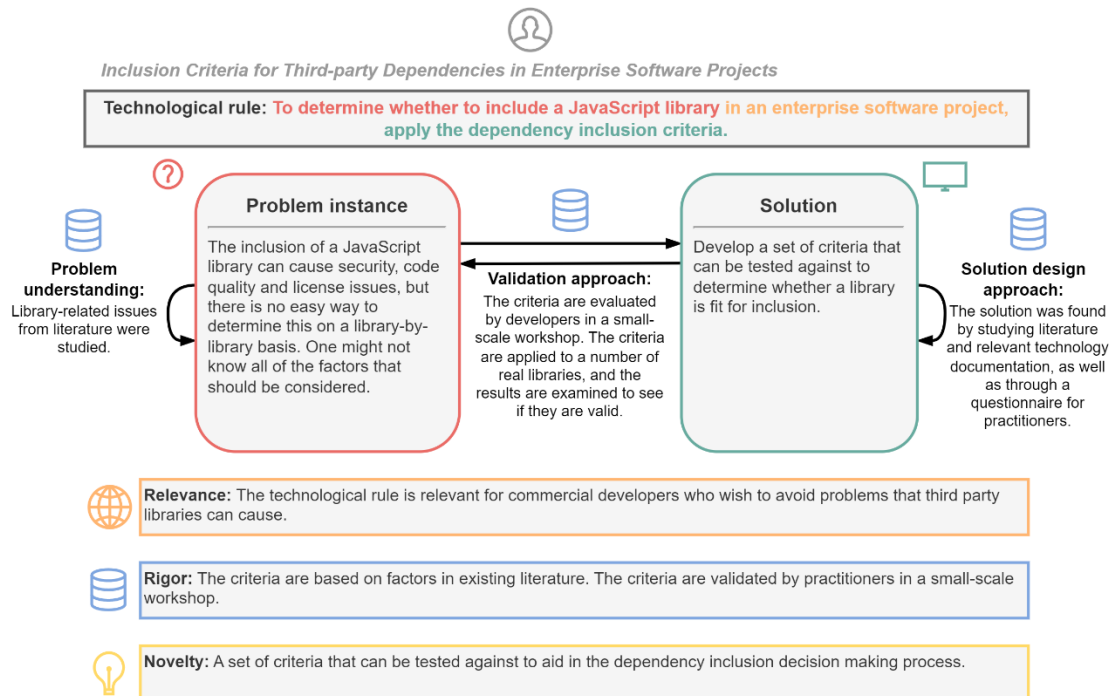 Inclusion Criteria for Third-party Dependencies in Enterprise Software Projects
Technological rule: To determine whether to include a JavaScript library in an enterprise software project,
apply the dependency inclusion criteria.
Problem
understanding:
Library-related issues
from literature were
studied.
Problem instance
The inclusion of a JavaScript
library can cause security, code
quality and license issues, but
there is no easy way to
determine this on a library-by-
library basis. One might not
know all of the factors that
should be considered.
Validation approach:
The criteria are evaluated
by developers in a small-
scale workshop. The criteria
are applied to a number of
real libraries, and the
results are examined to see
if they are valid.
Solution
Develop a set of criteria that
can be tested against to
determine whether a library
is fit for inclusion.
Solution design
approach:
The solution was found
by studying literature
and relevant technology
documentation, as well
as through a
questionnaire for
practitioners.
Relevance: The technological rule is relevant for commercial developers who wish to avoid problems that third party
libraries can cause.
Rigor: The criteria are based on factors in existing literature. The criteria are validated by practitioners in a small-scale
workshop.
Novelty: A set of criteria that can be tested against to aid in the dependency inclusion decision making process.